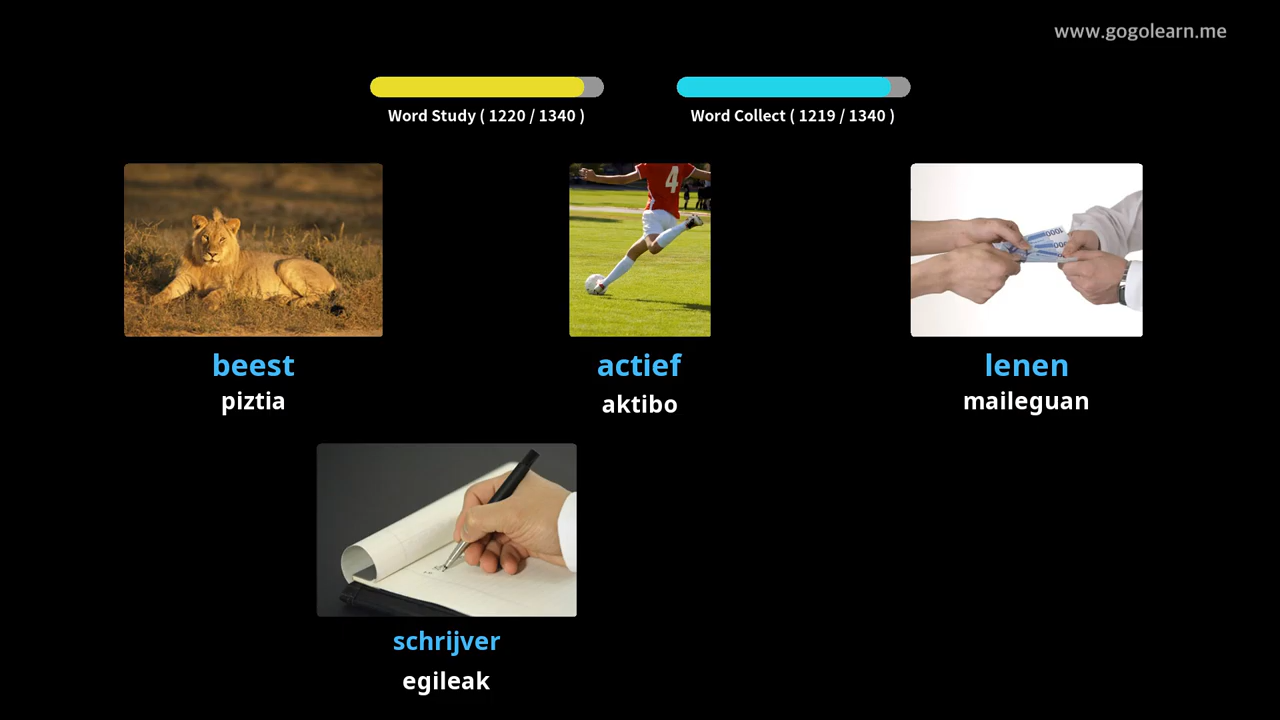 www.gogolearn.me
Word Study ( 1220 / 1340 )
Word Collect ( 1219 / 1340 )
4
beest
actief
lenen
piztia
aktibo
maileguan
schrijver
egileak